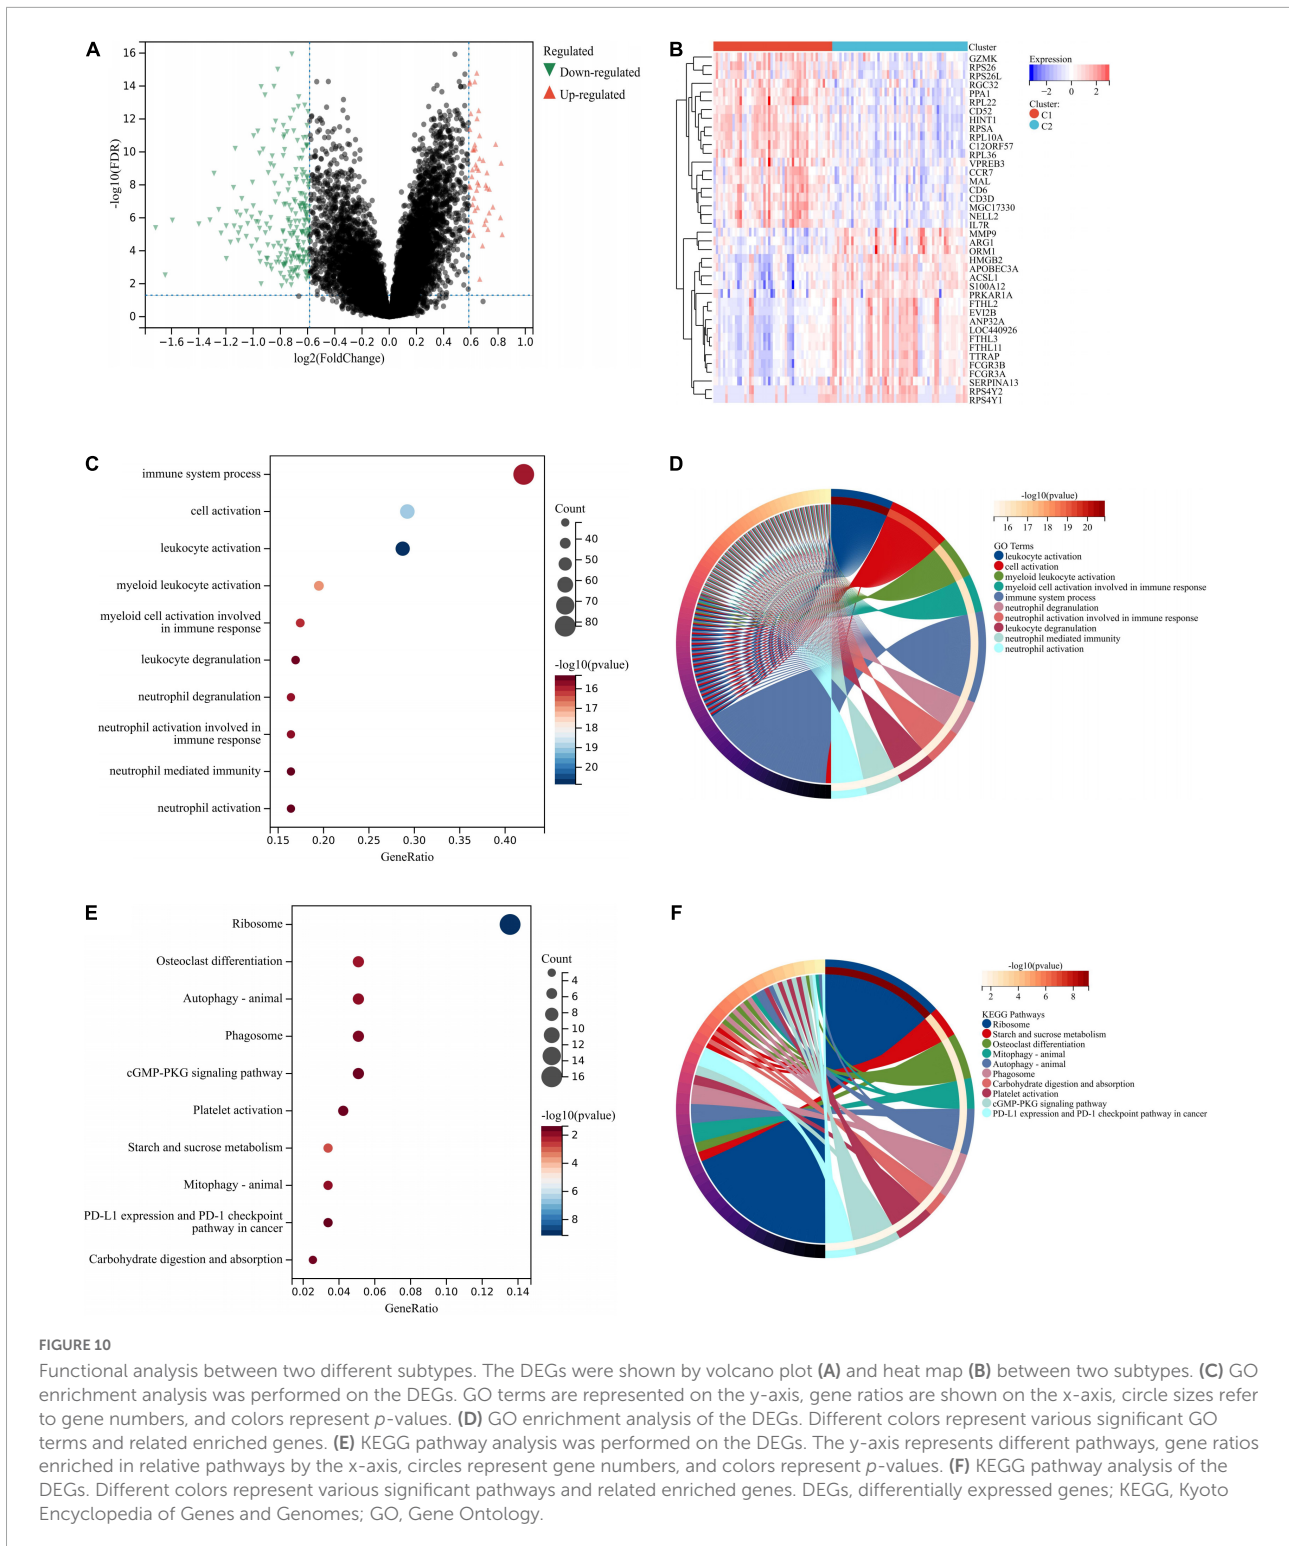 A
Regulated
Down-regulated
Up-regulated
-log10(FDR)
16
14
12
10
8
6
4
2
0
−1.6 −1.4 −1.2 −1.0 −0.8 −0.6 −0.4 −0.2 0.0 0.2 0.4 0.6 0.8 1.0
log2(FoldChange)
B
Cluster
GZMK
RPS26
RPS26L
RGC32
PPA1
RPL22
CD52
HINT1
RPSA
RPL10A
C12ORF57
RPL36
VPREB3
CCR7
MAL
CD6
CD3D
MGC17330
NELL2
IL7R
MMP9
ARG1
ORM1
HMGB2
APOBEC3A
ACSL1
S100A12
PRKAR1A
FTHL2
EVI2B
ANP32A
LOC440926
FTHL3
FTHL11
TTRAP
FCGR3B
FCGR3A
SERPINA13
RPS4Y2
RPS4Y1
Expression
−2 0 2
Cluster:
C1
C2
C
immune system process
cell activation
leukocyte activation
myeloid leukocyte activation
myeloid cell activation involved
in immune response
leukocyte degranulation
neutrophil degranulation
neutrophil activation involved in
immune response
neutrophil mediated immunity
neutrophil activation
0.15 0.20 0.25 0.30 0.35 0.40
GeneRatio
Count
40
50
60
70
80
-log10(pvalue)
16
17
18
19
20
D
-log10(pvalue)
16 17 18 19 20
GO Terms
leukocyte activation
cell activation
myeloid leukocyte activation
myeloid cell activation involved in immune response
immune system process
neutrophil degranulation
neutrophil activation involved in immune response
leukocyte degranulation
neutrophil mediated immunity
neutrophil activation
E
Ribosome
Osteoclast differentiation
Autophagy - animal
Phagosome
cGMP-PKG signaling pathway
Platelet activation
Starch and sucrose metabolism
Mitophagy - animal
PD-L1 expression and PD-1 checkpoint
pathway in cancer
Carbohydrate digestion and absorption
0.02 0.04 0.06 0.08 0.10 0.12 0.14
GeneRatio
Count
4
6
8
10
12
14
16
-log10(pvalue)
2
4
6
8
F
-log10(pvalue)
2 4 6 8
KEGG Pathways
Ribosome
Starch and sucrose metabolism
Osteoclast differentiation
Mitophagy - animal
Autophagy - animal
Phagosome
Carbohydrate digestion and absorption
Platelet activation
cGMP-PKG signaling pathway
PD-L1 expression and PD-1 checkpoint pathway in cancer
FIGURE 10
Functional analysis between two different subtypes. The DEGs were shown by volcano plot (A) and heat map (B) between two subtypes. (C) GO
enrichment analysis was performed on the DEGs. GO terms are represented on the y-axis, gene ratios are shown on the x-axis, circle sizes refer
to gene numbers, and colors represent p-values. (D) GO enrichment analysis of the DEGs. Different colors represent various significant GO
terms and related enriched genes. (E) KEGG pathway analysis was performed on the DEGs. The y-axis represents different pathways, gene ratios
enriched in relative pathways by the x-axis, circles represent gene numbers, and colors represent p-values. (F) KEGG pathway analysis of the
DEGs. Different colors represent various significant pathways and related enriched genes. DEGs, differentially expressed genes; KEGG, Kyoto
Encyclopedia of Genes and Genomes; GO, Gene Ontology.